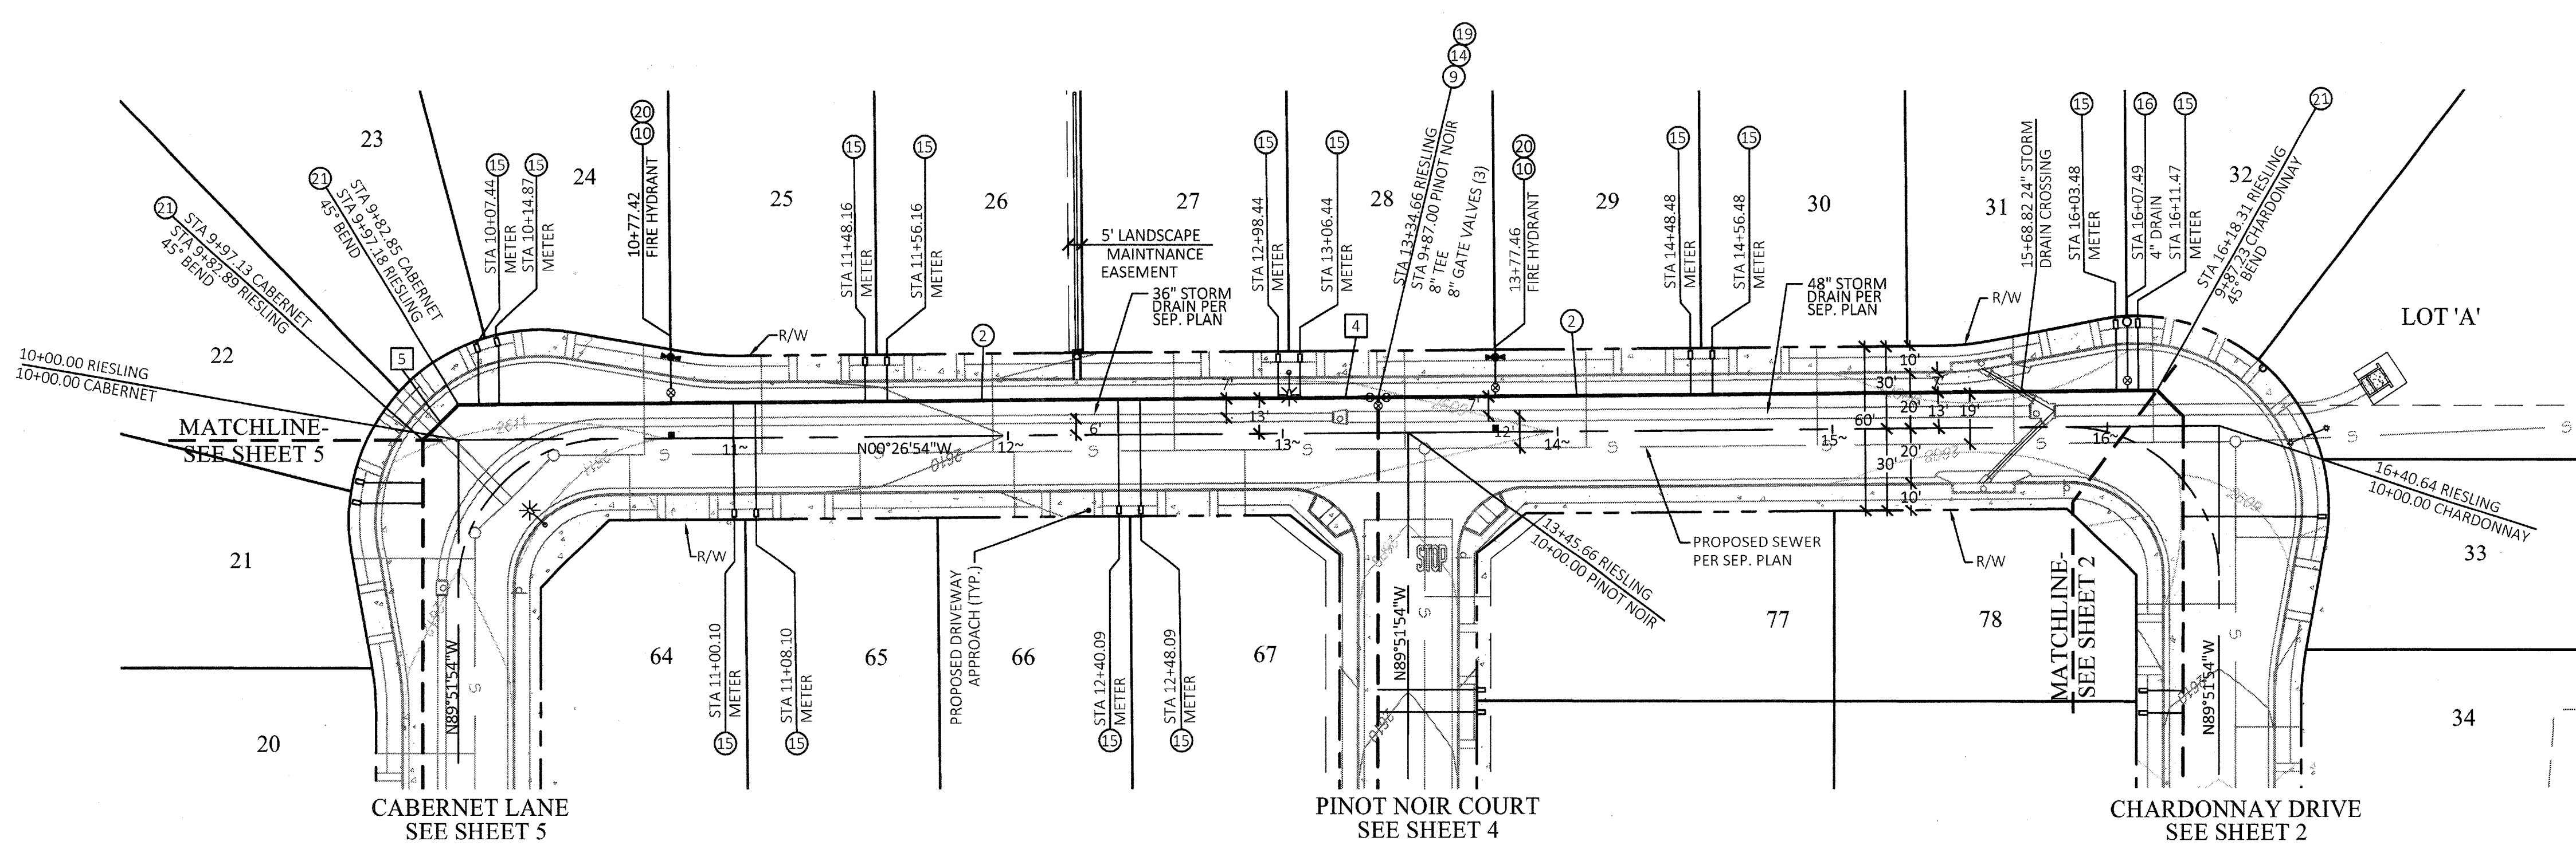 19
14
9
23
24
25
26
27
28
29
30
31
32
22
21
20
33
34
LOT 'A'
21
STA 9+97.13 CABERNET
STA 9+82.89 RIESLING
45° BEND
21
STA 9+82.85 CABERNET
STA 9+97.18 RIESLING
45° BEND
15
STA 10+07.44
METER
15
STA 10+14.87
METER
20
10
10+77.42
FIRE HYDRANT
15
STA 11+48.16
METER
15
STA 11+56.16
METER
5' LANDSCAPE
MAINTNANCE
EASEMENT
36" STORM
DRAIN PER
SEP. PLAN
15
STA 12+98.44
METER
15
STA 13+06.44
METER
STA 13+34.66 RIESLING
STA 9+87.00 PINOT NOIR
8" TEE
8" GATE VALVES (3)
20
10
13+77.46
FIRE HYDRANT
15
STA 14+48.48
METER
15
STA 14+56.48
METER
48" STORM
DRAIN PER
SEP. PLAN
15+68.82 24" STORM
DRAIN CROSSING
15
STA 16+03.48
METER
16
STA 16+07.49
4" DRAIN
15
STA 16+11.47
METER
21
STA 16+18.31 RIESLING
9+87.23 CHARDONNAY
45° BEND
R/W
R/W
2
4
2
5
10+00.00 RIESLING
10+00.00 CABERNET
MATCHLINE-
SEE SHEET 5
2611
2611
2610
11~
N00°26'54"W
12~
13~
14~
15~
16~
6'
7'
13'
7'
12'
10'
30'
7'
20'
13'
19'
60'
20'
30'
10'
2609
2608
2609
S
S
S
S
S
S
S
S
S
16+40.64 RIESLING
10+00.00 CHARDONNAY
13+45.66 RIESLING
10+00.00 PINOT NOIR
PROPOSED SEWER
PER SEP. PLAN
R/W
R/W
STOP
PROPOSED DRIVEWAY
APPROACH (TYP.)
64
65
66
67
77
78
STA 11+00.10
METER
15
STA 11+08.10
METER
15
STA 12+40.09
METER
15
STA 12+48.09
METER
15
N89°51'54"W
N89°51'54"W
N89°51'54"W
2610
2610
MATCHLINE-
SEE SHEET 2
CABERNET LANE
SEE SHEET 5
PINOT NOIR COURT
SEE SHEET 4
CHARDONNAY DRIVE
SEE SHEET 2